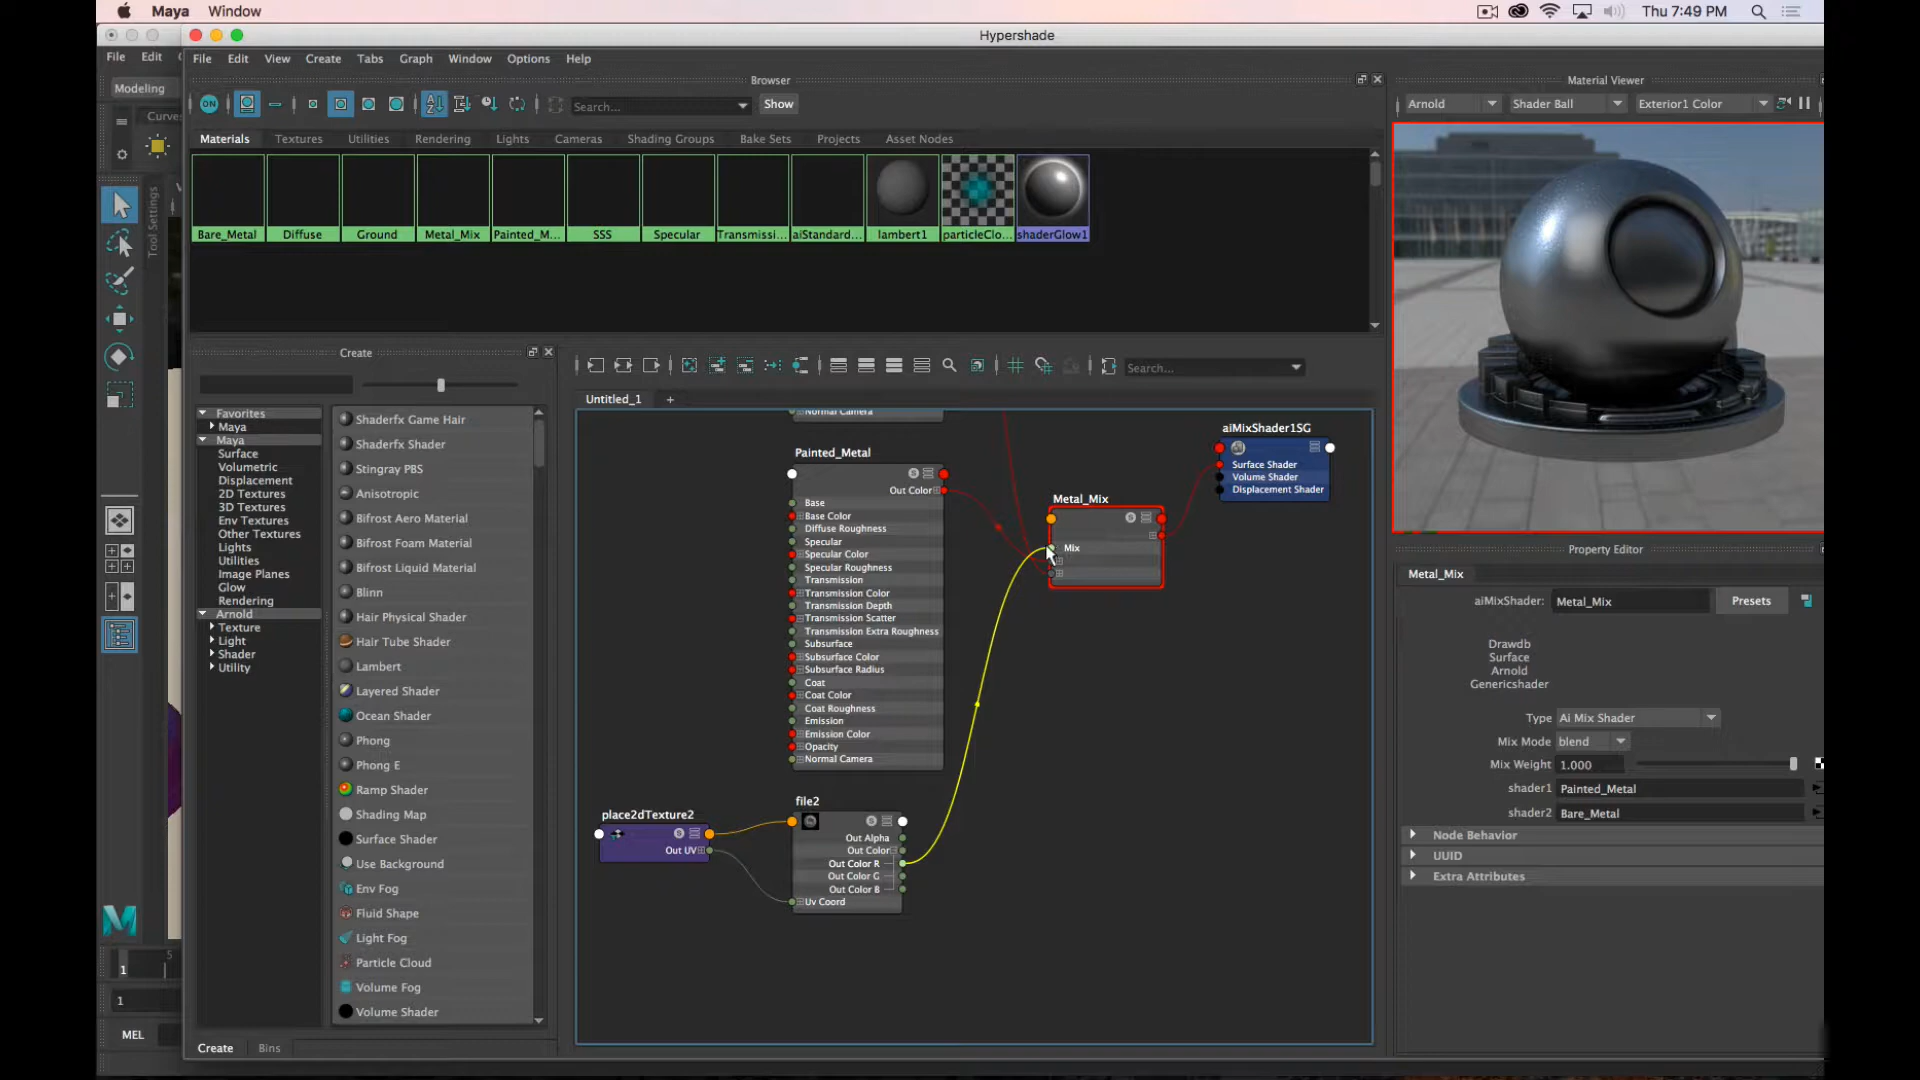 Maya Window
Thu 7:49 PM
Hypershade
File Edit
File Edit View Create Tabs Graph Window Options Help
Modeling
Curves
Tool Settings
Browser
ON
Search...
Show
Materials Textures Utilities Rendering Lights Cameras Shading Groups Bake Sets Projects Asset Nodes
Bare_Metal Diffuse Ground Metal_Mix Painted_M... SSS Specular Transmissi... aiStandard... lambert1 particleClo... shaderGlow1
Material Viewer
Arnold Shader Ball Exterior1 Color
Create
Favorites
Maya
Maya
Surface
Volumetric
Displacement
2D Textures
3D Textures
Env Textures
Other Textures
Lights
Utilities
Image Planes
Glow
Rendering
Arnold
Texture
Light
Shader
Utility
Shaderfx Game Hair
Shaderfx Shader
Stingray PBS
Anisotropic
Bifrost Aero Material
Bifrost Foam Material
Bifrost Liquid Material
Blinn
Hair Physical Shader
Hair Tube Shader
Lambert
Layered Shader
Ocean Shader
Phong
Phong E
Ramp Shader
Shading Map
Surface Shader
Use Background
Env Fog
Fluid Shape
Light Fog
Particle Cloud
Volume Fog
Volume Shader
Create Bins
1
5
1
MEL
Search...
Untitled_1 +
Normal Camera
Painted_Metal
Out Color
Base
Base Color
Diffuse Roughness
Specular
Specular Color
Specular Roughness
Transmission
Transmission Color
Transmission Depth
Transmission Scatter
Transmission Extra Roughness
Subsurface
Subsurface Color
Subsurface Radius
Coat
Coat Color
Coat Roughness
Emission
Emission Color
Opacity
Normal Camera
Metal_Mix
Mix
aiMixShader1SG
Surface Shader
Volume Shader
Displacement Shader
place2dTexture2
Out UV
file2
Out Alpha
Out Color
Out Color R
Out Color G
Out Color B
Uv Coord
Property Editor
Metal_Mix
aiMixShader: Metal_Mix Presets
Drawdb
Surface
Arnold
Genericshader
Type Ai Mix Shader
Mix Mode blend
Mix Weight 1.000
shader1 Painted_Metal
shader2 Bare_Metal
Node Behavior
UUID
Extra Attributes